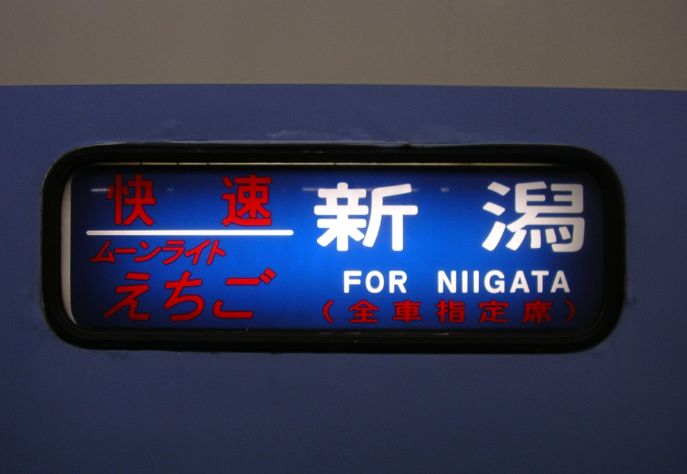 快速
ムーンライト
えちご
新潟
FOR NIIGATA
(全車指定席)